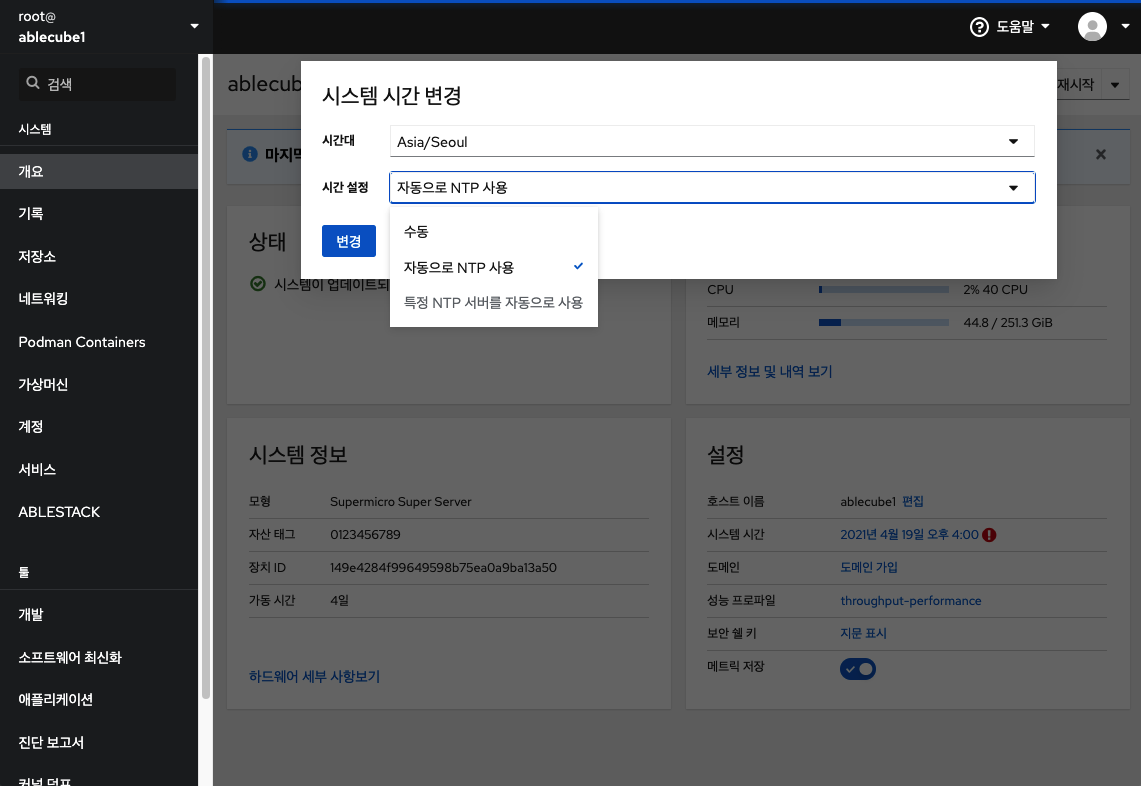 root@
ablecube1
도움말
검색
시스템
개요
기록
저장소
네트워킹
Podman Containers
가상머신
계정
서비스
ABLESTACK
툴
개발
소프트웨어 최신화
애플리케이션
진단 보고서
커널 덤프
ablecub
재시작
마지막
시스템 시간 변경
시간대
Asia/Seoul
시간 설정
자동으로 NTP 사용
수동
자동으로 NTP 사용
특정 NTP 서버를 자동으로 사용
변경
상태
시스템이 업데이트되
CPU
2% 40 CPU
메모리
44.8 / 251.3 GiB
세부 정보 및 내역 보기
시스템 정보
모형
Supermicro Super Server
자산 태그
0123456789
장치 ID
149e4284f99649598b75ea0a9ba13a50
가동 시간
4일
하드웨어 세부 사항보기
설정
호스트 이름
ablecube1 편집
시스템 시간
2021년 4월 19일 오후 4:00
도메인
도메인 가입
성능 프로파일
throughput-performance
보안 쉘 키
지문 표시
메트릭 저장